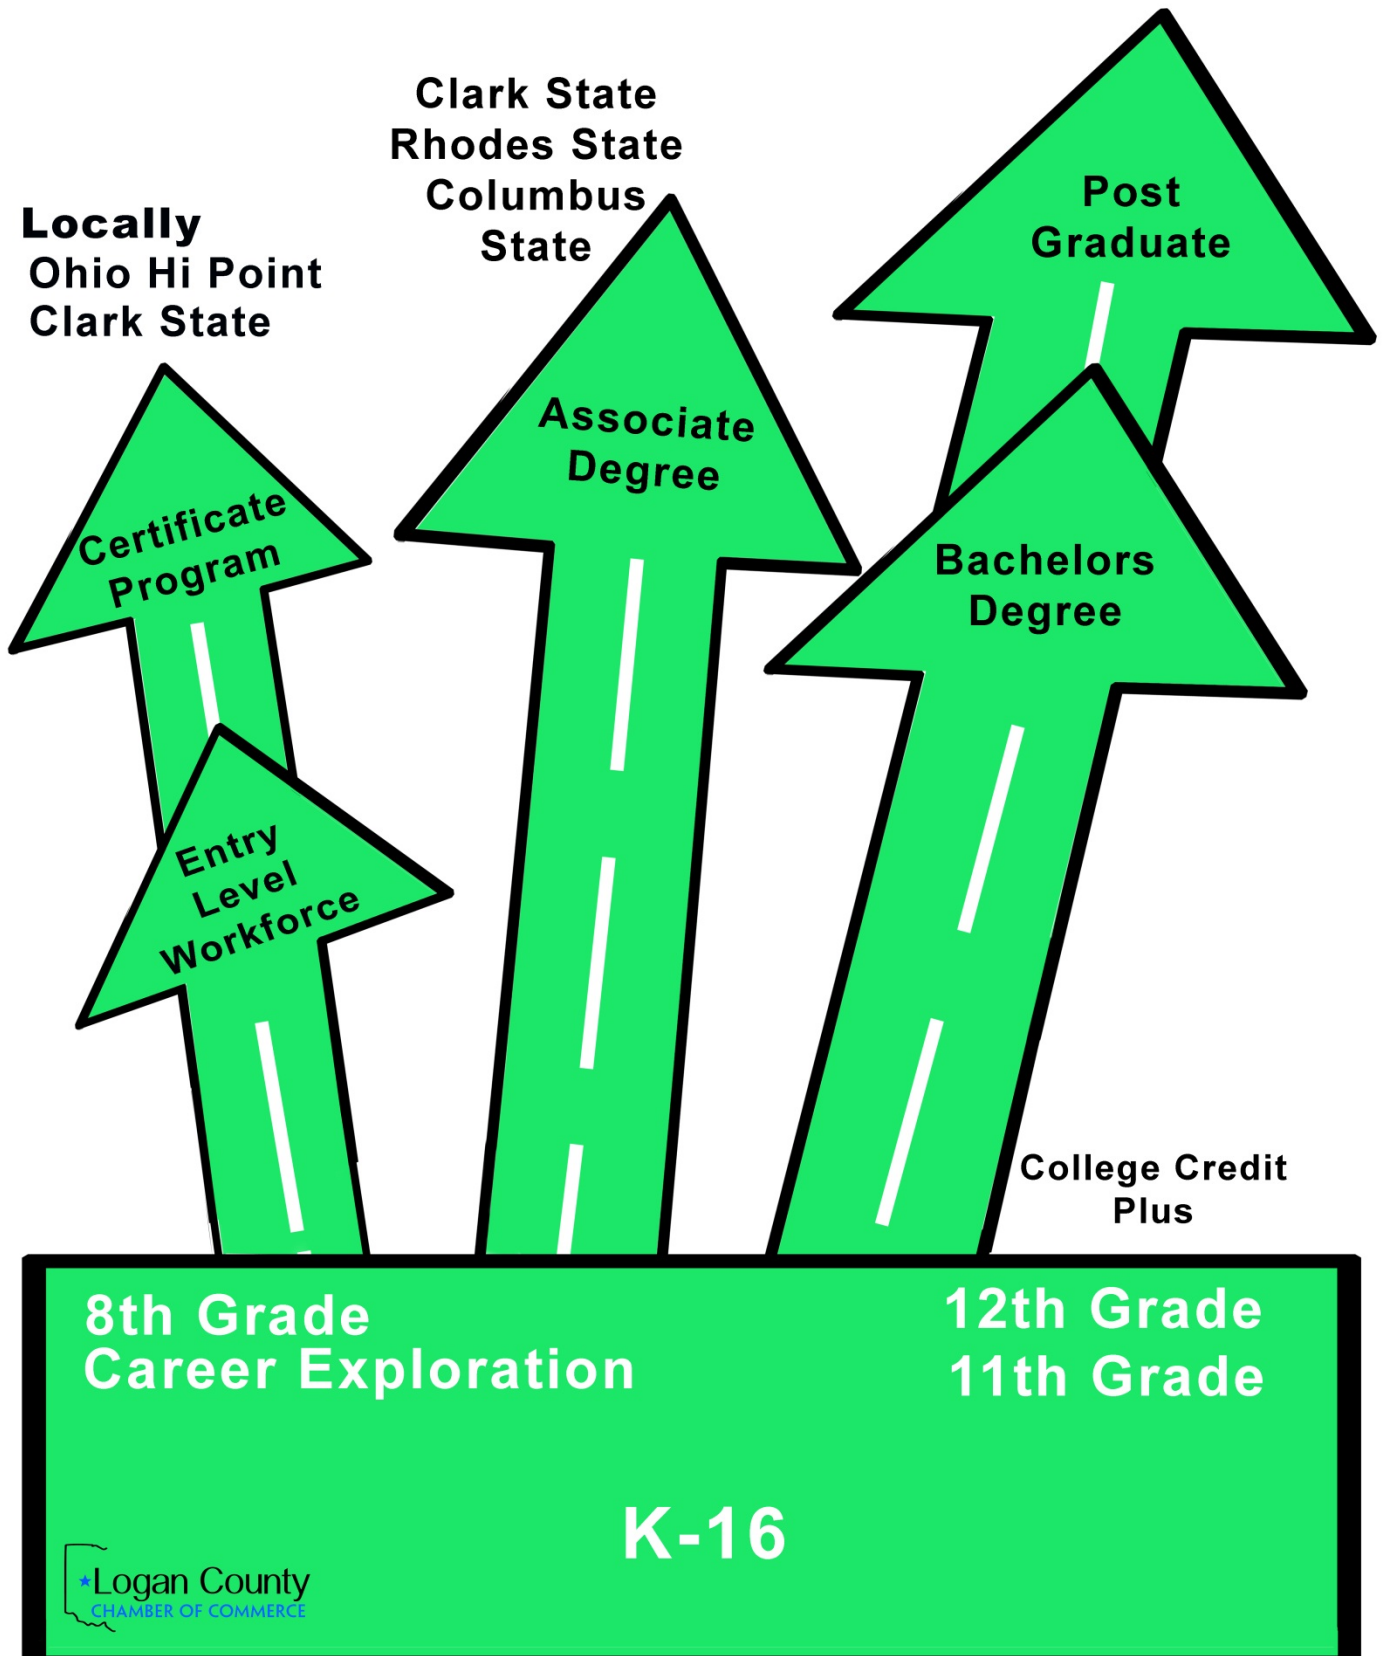 Clark State
Rhodes State
Columbus
State
Locally
Ohio Hi Point
Clark State
Post
Graduate
Associate
Degree
Certificate
Program
Bachelors
Degree
Entry
Level
Workforce
College Credit
Plus
8th Grade
Career Exploration
12th Grade
11th Grade
K-16
Logan County
CHAMBER OF COMMERCE